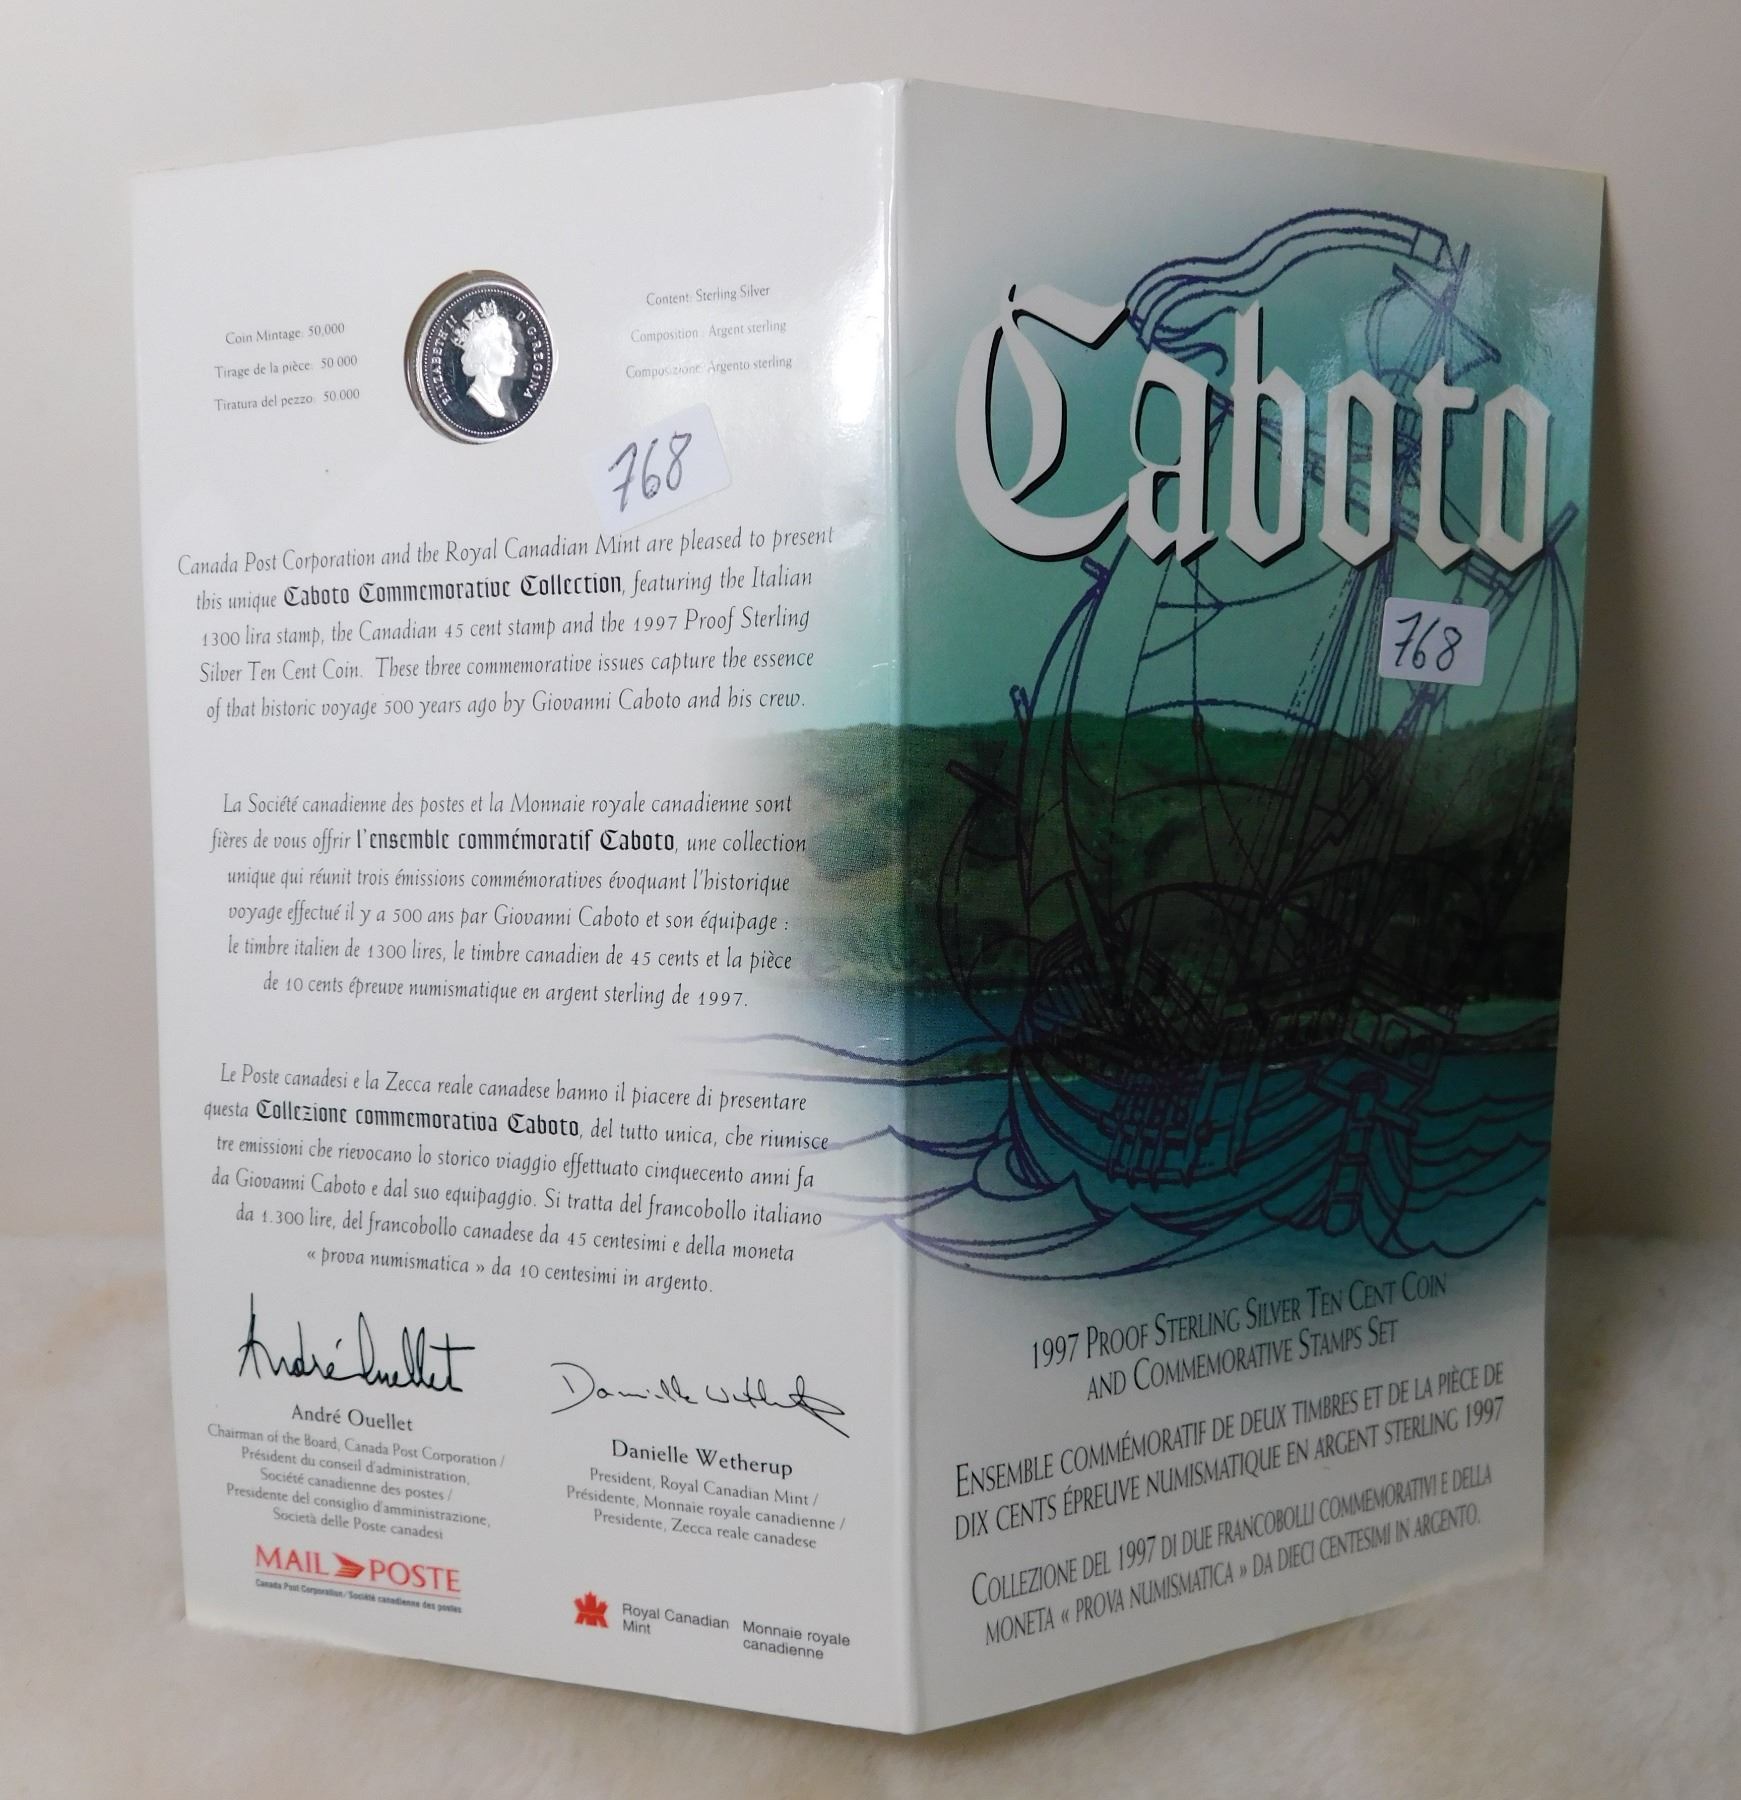 Coin Mintage: 50,000
Tirage de la pièce: 50 000
Tiratura del pezzo: 50.000
ELIZABETH II D·G·REGINA
Content: Sterling Silver
Composition : Argent sterling
Composizione: Argento sterling
768
Canada Post Corporation and the Royal Canadian Mint are pleased to present
this unique Caboto Commemorative Collection, featuring the Italian
1300 lira stamp, the Canadian 45 cent stamp and the 1997 Proof Sterling
Silver Ten Cent Coin. These three commemorative issues capture the essence
of that historic voyage 500 years ago by Giovanni Caboto and his crew.
La Société canadienne des postes et la Monnaie royale canadienne sont
fières de vous offrir l'ensemble commémoratif Caboto, une collection
unique qui réunit trois émissions commémoratives évoquant l'historique
voyage effectué il y a 500 ans par Giovanni Caboto et son équipage :
le timbre italien de 1300 lires, le timbre canadien de 45 cents et la pièce
de 10 cents épreuve numismatique en argent sterling de 1997.
Le Poste canadesi e la Zecca reale canadese hanno il piacere di presentare
questa Collezione commemorativa Caboto, del tutto unica, che riunisce
tre emissioni che rievocano lo storico viaggio effettuato cinquecento anni fa
da Giovanni Caboto e dal suo equipaggio. Si tratta del francobollo italiano
da 1.300 lire, del francobollo canadese da 45 centesimi e della moneta
« prova numismatica » da 10 centesimi in argento.
André Ouellet
Danielle Wetherup
André Ouellet
Chairman of the Board, Canada Post Corporation /
Président du conseil d'administration,
Société canadienne des postes /
Presidente del consiglio d'amministrazione,
Società delle Poste canadesi
Danielle Wetherup
President, Royal Canadian Mint /
Présidente, Monnaie royale canadienne /
Presidente, Zecca reale canadese
MAIL POSTE
Canada Post Corporation / Société canadienne des postes
Royal Canadian
Mint
Monnaie royale
canadienne
Caboto
768
1997 PROOF STERLING SILVER TEN CENT COIN
AND COMMEMORATIVE STAMPS SET
ENSEMBLE COMMÉMORATIF DE DEUX TIMBRES ET DE LA PIÈCE DE
DIX CENTS ÉPREUVE NUMISMATIQUE EN ARGENT STERLING 1997
COLLEZIONE DEL 1997 DI DUE FRANCOBOLLI COMMEMORATIVI E DELLA
MONETA « PROVA NUMISMATICA » DA DIECI CENTESIMI IN ARGENTO.